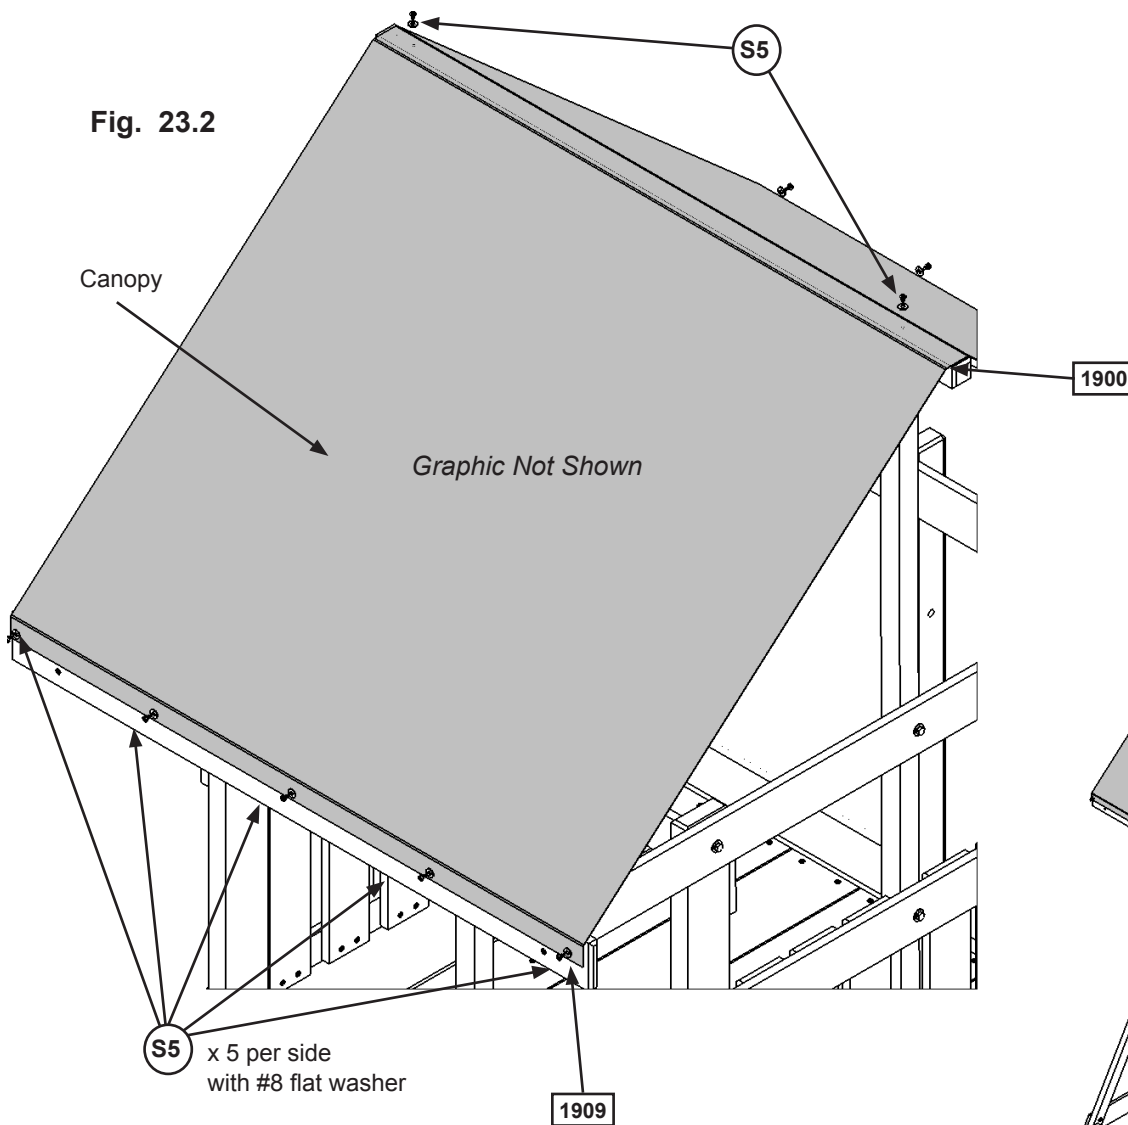 S5
Fig. 23.2
Canopy
1900
Graphic Not Shown
S5
x 5 per side
with #8 flat washer
1909